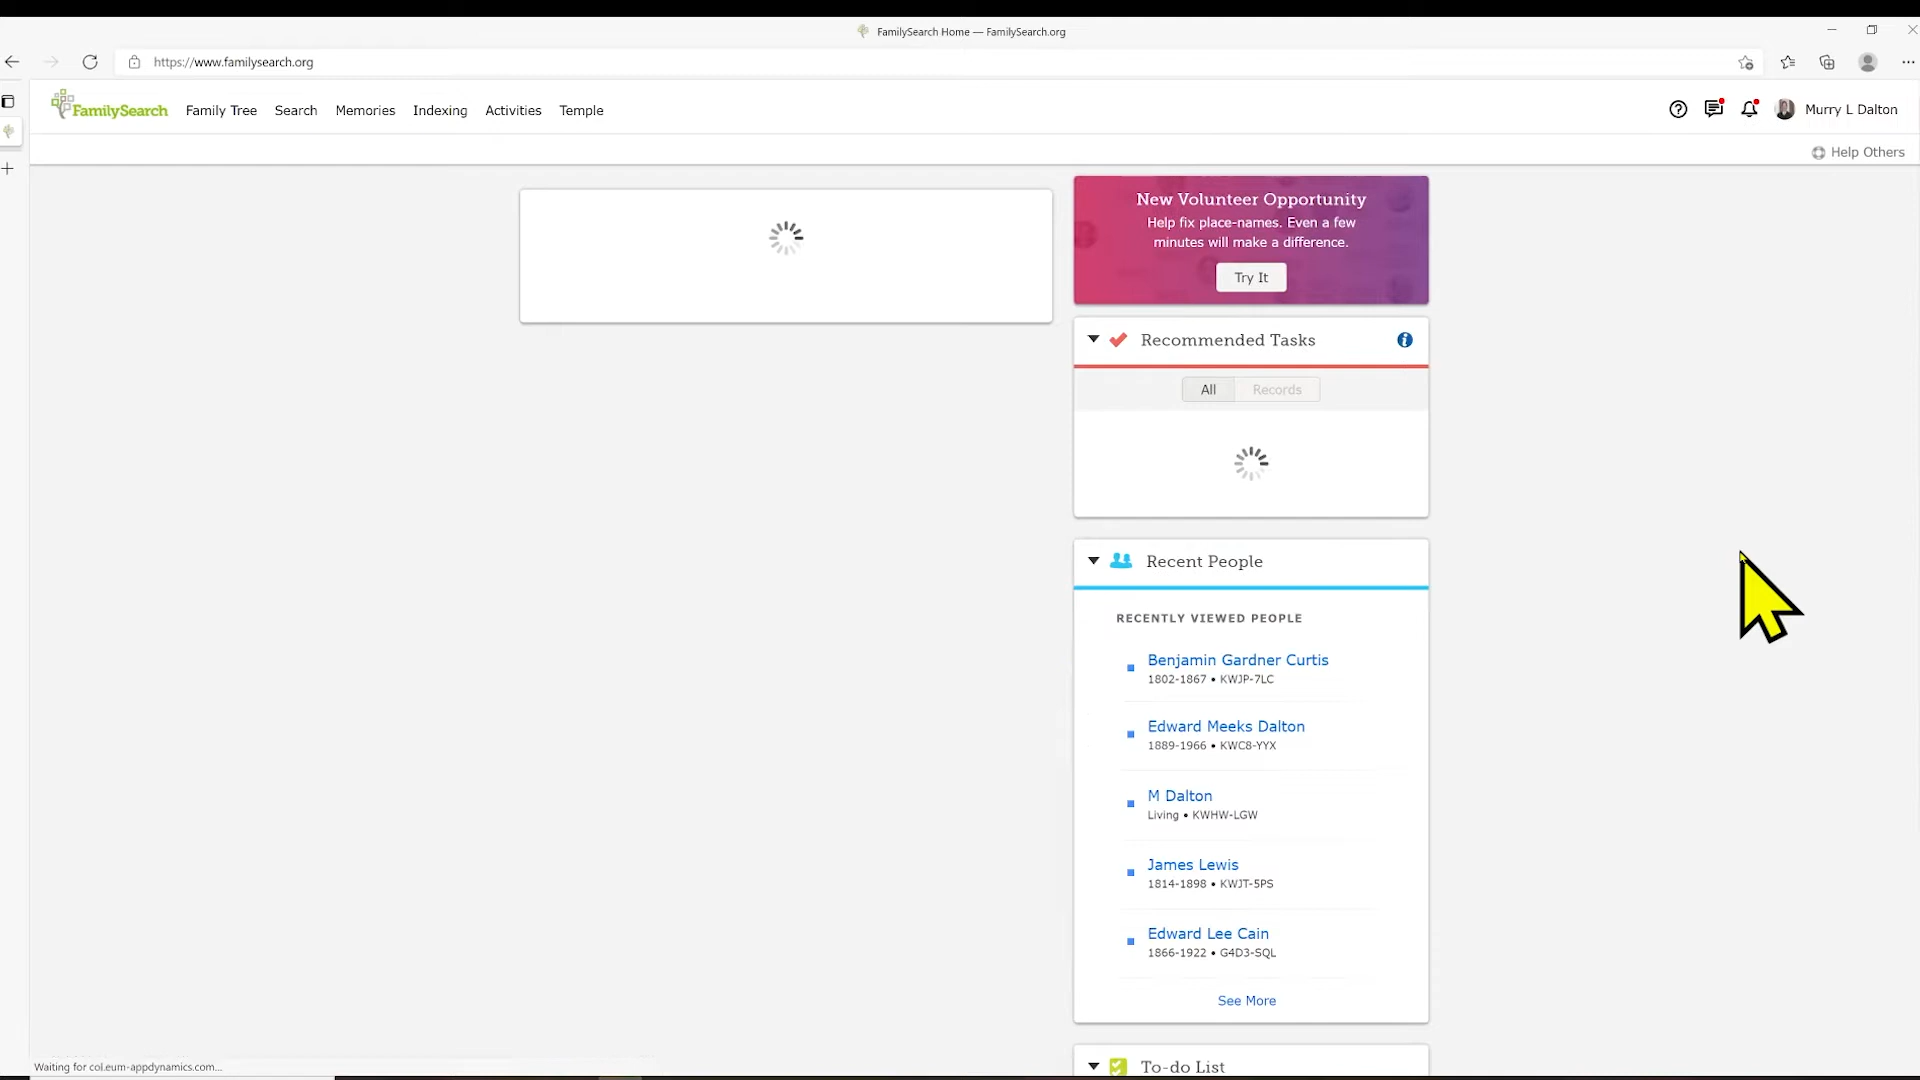 FamilySearch Home — FamilySearch.org
https://www.familysearch.org
FamilySearch Family Tree Search Memories Indexing Activities Temple Murry L Dalton
Help Others
New Volunteer Opportunity
Help fix place-names. Even a few
minutes will make a difference.
Try It
Recommended Tasks
All Records
Recent People
RECENTLY VIEWED PEOPLE
Benjamin Gardner Curtis
1802-1867 • KWJP-7LC
Edward Meeks Dalton
1889-1966 • KWC8-YYX
M Dalton
Living • KWHW-LGW
James Lewis
1814-1898 • KWJT-5PS
Edward Lee Cain
1866-1922 • G4D3-SQL
See More
To-do List
Waiting for col.eum-appdynamics.com...